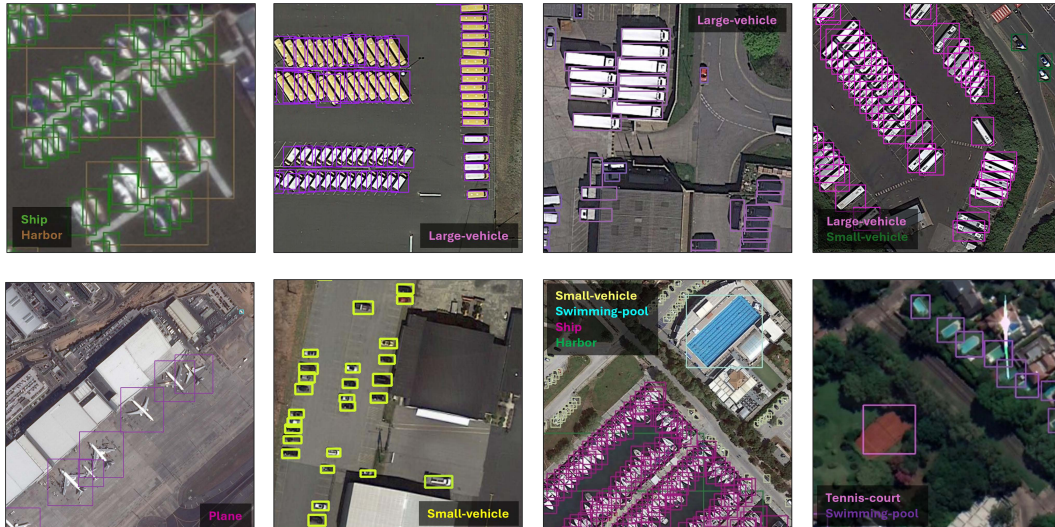 Ship
Harbor
Large-vehicle
Large-vehicle
Large-vehicle
Small-vehicle
Plane
Small-vehicle
Small-vehicle
Swimming-pool
Ship
Harbor
Tennis-court
Swimming-pool